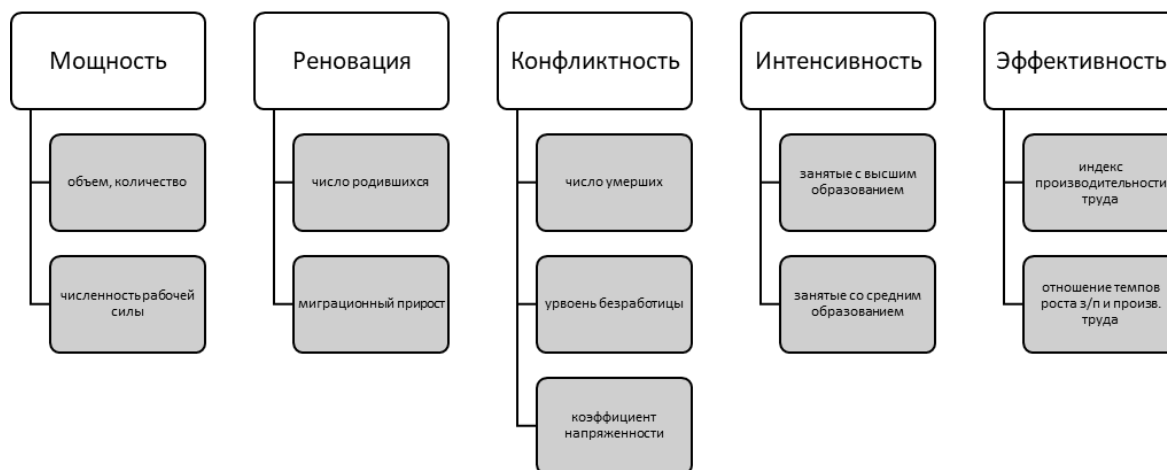 Мощность
объем, количество
численность рабочей
силы
Реновация
число родившихся
миграционный прирост
Конфликтность
число умерших
урвоень безработицы
коэффициент
напряженности
Интенсивность
занятые с высшим
образованием
занятые со средним
образованием
Эффективность
индекс
производительности
труда
отношение темпов
роста з/п и произв.
труда